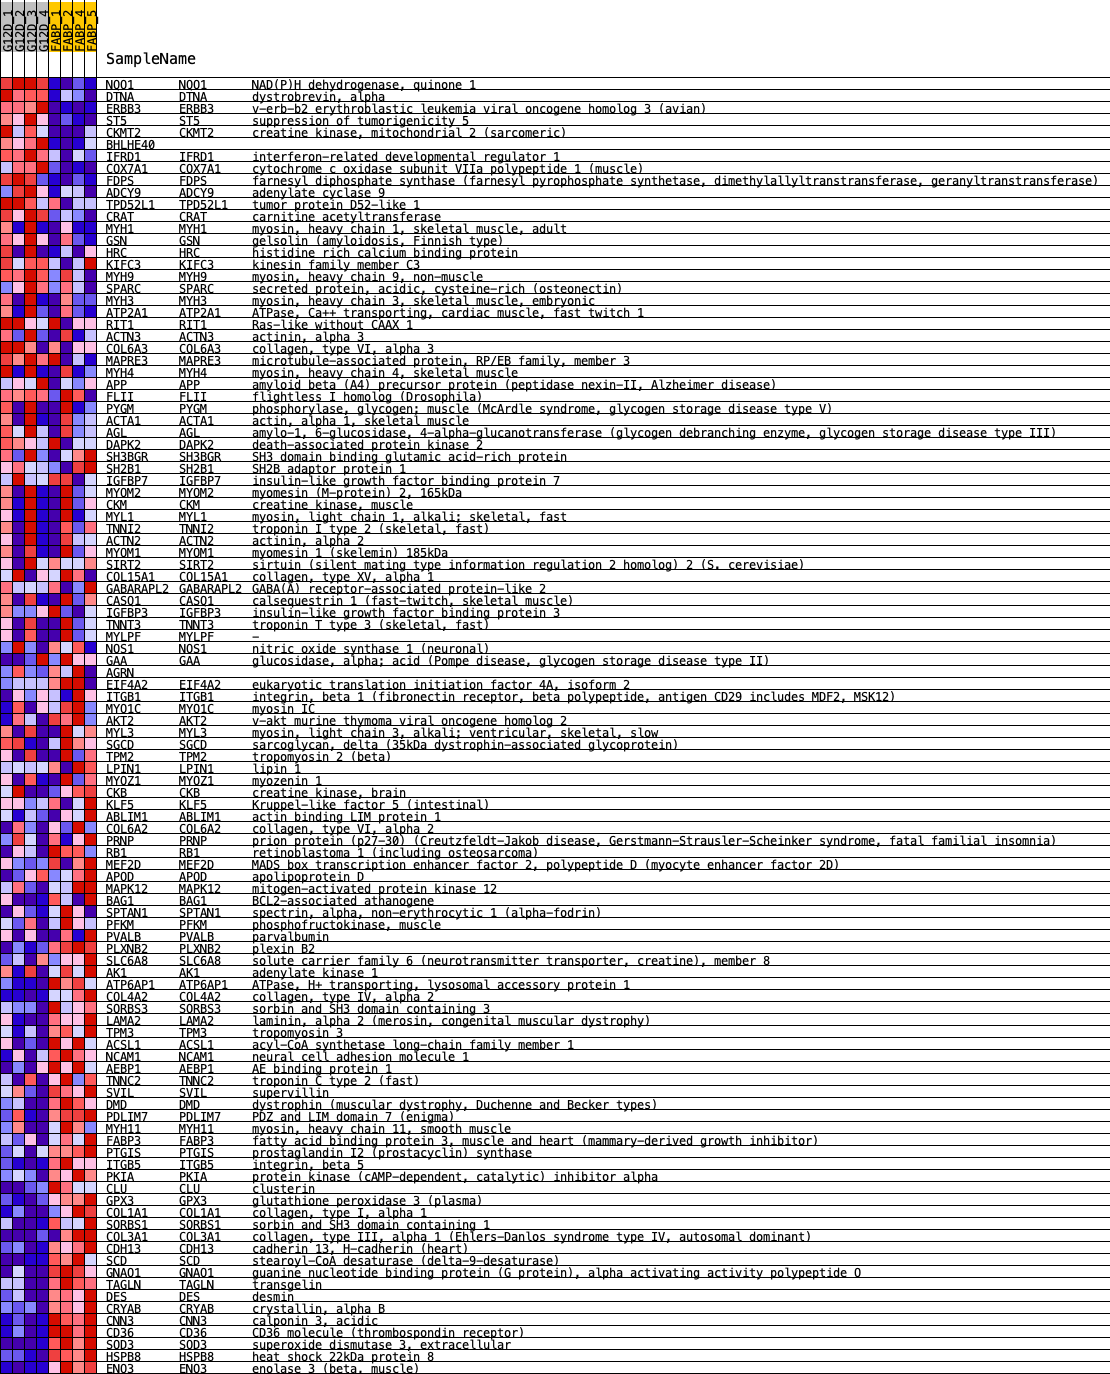 G12D_1
G12D_2
G12D_3
G12D_4
FABP_1
FABP_2
FABP_4
FABP_5
SampleName
NQO1 NQO1 NAD(P)H dehydrogenase, quinone 1
DTNA DTNA dystrobrevin, alpha
ERBB3 ERBB3 v-erb-b2 erythroblastic leukemia viral oncogene homolog 3 (avian)
ST5 ST5 suppression of tumorigenicity 5
CKMT2 CKMT2 creatine kinase, mitochondrial 2 (sarcomeric)
BHLHE40
IFRD1 IFRD1 interferon-related developmental regulator 1
COX7A1 COX7A1 cytochrome c oxidase subunit VIIa polypeptide 1 (muscle)
FDPS FDPS farnesyl diphosphate synthase (farnesyl pyrophosphate synthetase, dimethylallyltranstransferase, geranyltranstransferase)
ADCY9 ADCY9 adenylate cyclase 9
TPD52L1 TPD52L1 tumor protein D52-like 1
CRAT CRAT carnitine acetyltransferase
MYH1 MYH1 myosin, heavy chain 1, skeletal muscle, adult
GSN GSN gelsolin (amyloidosis, Finnish type)
HRC HRC histidine rich calcium binding protein
KIFC3 KIFC3 kinesin family member C3
MYH9 MYH9 myosin, heavy chain 9, non-muscle
SPARC SPARC secreted protein, acidic, cysteine-rich (osteonectin)
MYH3 MYH3 myosin, heavy chain 3, skeletal muscle, embryonic
ATP2A1 ATP2A1 ATPase, Ca++ transporting, cardiac muscle, fast twitch 1
RIT1 RIT1 Ras-like without CAAX 1
ACTN3 ACTN3 actinin, alpha 3
COL6A3 COL6A3 collagen, type VI, alpha 3
MAPRE3 MAPRE3 microtubule-associated protein, RP/EB family, member 3
MYH4 MYH4 myosin, heavy chain 4, skeletal muscle
APP APP amyloid beta (A4) precursor protein (peptidase nexin-II, Alzheimer disease)
FLII FLII flightless I homolog (Drosophila)
PYGM PYGM phosphorylase, glycogen; muscle (McArdle syndrome, glycogen storage disease type V)
ACTA1 ACTA1 actin, alpha 1, skeletal muscle
AGL AGL amylo-1, 6-glucosidase, 4-alpha-glucanotransferase (glycogen debranching enzyme, glycogen storage disease type III)
DAPK2 DAPK2 death-associated protein kinase 2
SH3BGR SH3BGR SH3 domain binding glutamic acid-rich protein
SH2B1 SH2B1 SH2B adaptor protein 1
IGFBP7 IGFBP7 insulin-like growth factor binding protein 7
MYOM2 MYOM2 myomesin (M-protein) 2, 165kDa
CKM CKM creatine kinase, muscle
MYL1 MYL1 myosin, light chain 1, alkali; skeletal, fast
TNNI2 TNNI2 troponin I type 2 (skeletal, fast)
ACTN2 ACTN2 actinin, alpha 2
MYOM1 MYOM1 myomesin 1 (skelemin) 185kDa
SIRT2 SIRT2 sirtuin (silent mating type information regulation 2 homolog) 2 (S. cerevisiae)
COL15A1 COL15A1 collagen, type XV, alpha 1
GABARAPL2 GABARAPL2 GABA(A) receptor-associated protein-like 2
CASQ1 CASQ1 calsequestrin 1 (fast-twitch, skeletal muscle)
IGFBP3 IGFBP3 insulin-like growth factor binding protein 3
TNNT3 TNNT3 troponin T type 3 (skeletal, fast)
MYLPF MYLPF -
NOS1 NOS1 nitric oxide synthase 1 (neuronal)
GAA GAA glucosidase, alpha; acid (Pompe disease, glycogen storage disease type II)
AGRN
EIF4A2 EIF4A2 eukaryotic translation initiation factor 4A, isoform 2
ITGB1 ITGB1 integrin, beta 1 (fibronectin receptor, beta polypeptide, antigen CD29 includes MDF2, MSK12)
MYO1C MYO1C myosin IC
AKT2 AKT2 v-akt murine thymoma viral oncogene homolog 2
MYL3 MYL3 myosin, light chain 3, alkali; ventricular, skeletal, slow
SGCD SGCD sarcoglycan, delta (35kDa dystrophin-associated glycoprotein)
TPM2 TPM2 tropomyosin 2 (beta)
LPIN1 LPIN1 lipin 1
MYOZ1 MYOZ1 myozenin 1
CKB CKB creatine kinase, brain
KLF5 KLF5 Kruppel-like factor 5 (intestinal)
ABLIM1 ABLIM1 actin binding LIM protein 1
COL6A2 COL6A2 collagen, type VI, alpha 2
PRNP PRNP prion protein (p27-30) (Creutzfeldt-Jakob disease, Gerstmann-Strausler-Scheinker syndrome, fatal familial insomnia)
RB1 RB1 retinoblastoma 1 (including osteosarcoma)
MEF2D MEF2D MADS box transcription enhancer factor 2, polypeptide D (myocyte enhancer factor 2D)
APOD APOD apolipoprotein D
MAPK12 MAPK12 mitogen-activated protein kinase 12
BAG1 BAG1 BCL2-associated athanogene
SPTAN1 SPTAN1 spectrin, alpha, non-erythrocytic 1 (alpha-fodrin)
PFKM PFKM phosphofructokinase, muscle
PVALB PVALB parvalbumin
PLXNB2 PLXNB2 plexin B2
SLC6A8 SLC6A8 solute carrier family 6 (neurotransmitter transporter, creatine), member 8
AK1 AK1 adenylate kinase 1
ATP6AP1 ATP6AP1 ATPase, H+ transporting, lysosomal accessory protein 1
COL4A2 COL4A2 collagen, type IV, alpha 2
SORBS3 SORBS3 sorbin and SH3 domain containing 3
LAMA2 LAMA2 laminin, alpha 2 (merosin, congenital muscular dystrophy)
TPM3 TPM3 tropomyosin 3
ACSL1 ACSL1 acyl-CoA synthetase long-chain family member 1
NCAM1 NCAM1 neural cell adhesion molecule 1
AEBP1 AEBP1 AE binding protein 1
TNNC2 TNNC2 troponin C type 2 (fast)
SVIL SVIL supervillin
DMD DMD dystrophin (muscular dystrophy, Duchenne and Becker types)
PDLIM7 PDLIM7 PDZ and LIM domain 7 (enigma)
MYH11 MYH11 myosin, heavy chain 11, smooth muscle
FABP3 FABP3 fatty acid binding protein 3, muscle and heart (mammary-derived growth inhibitor)
PTGIS PTGIS prostaglandin I2 (prostacyclin) synthase
ITGB5 ITGB5 integrin, beta 5
PKIA PKIA protein kinase (cAMP-dependent, catalytic) inhibitor alpha
CLU CLU clusterin
GPX3 GPX3 glutathione peroxidase 3 (plasma)
COL1A1 COL1A1 collagen, type I, alpha 1
SORBS1 SORBS1 sorbin and SH3 domain containing 1
COL3A1 COL3A1 collagen, type III, alpha 1 (Ehlers-Danlos syndrome type IV, autosomal dominant)
CDH13 CDH13 cadherin 13, H-cadherin (heart)
SCD SCD stearoyl-CoA desaturase (delta-9-desaturase)
GNAO1 GNAO1 guanine nucleotide binding protein (G protein), alpha activating activity polypeptide O
TAGLN TAGLN transgelin
DES DES desmin
CRYAB CRYAB crystallin, alpha B
CNN3 CNN3 calponin 3, acidic
CD36 CD36 CD36 molecule (thrombospondin receptor)
SOD3 SOD3 superoxide dismutase 3, extracellular
HSPB8 HSPB8 heat shock 22kDa protein 8
ENO3 ENO3 enolase 3 (beta, muscle)